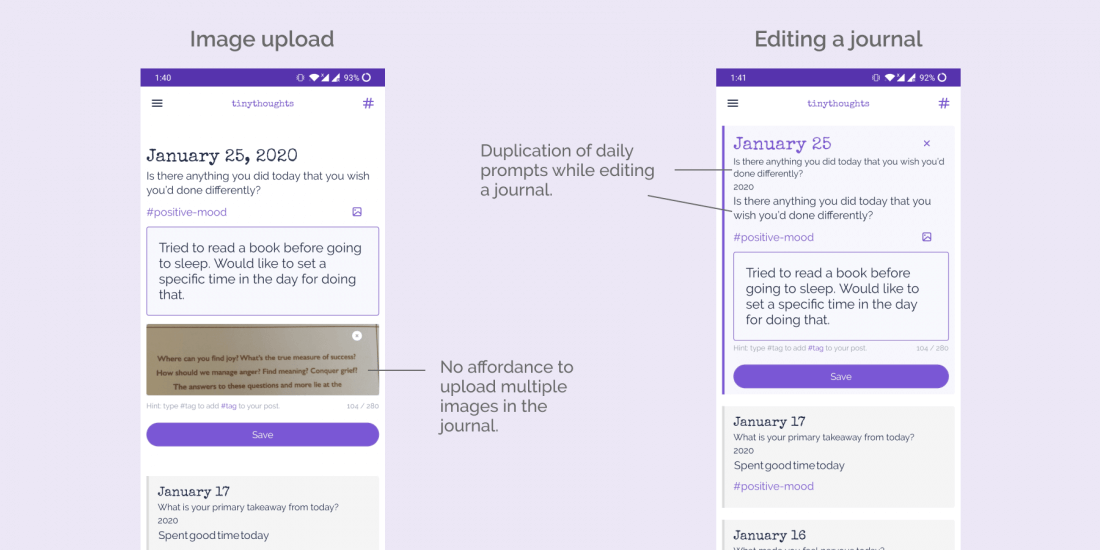 Image upload
1:40
93%
tinythoughts
#
January 25, 2020
Is there anything you did today that you wish
you'd done differently?
#positive-mood
Tried to read a book before going
to sleep. Would like to set a
specific time in the day for doing
that.
Where can you find joy? What's the true measure of success?
How should we manage anger? Find meaning? Conquer grief?
The answers to these questions and more lie at the
Hint: type #tag to add #tag to your post.
104 / 280
Save
January 17
What is your primary takeaway from today?
2020
Spent good time today
Duplication of daily
prompts while editing
a journal.
No affordance to
upload multiple
images in the
journal.
Editing a journal
1:41
92%
tinythoughts
#
January 25
Is there anything you did today that you wish you'd
done differently?
2020
Is there anything you did today that you
wish you'd done differently?
#positive-mood
Tried to read a book before
going to sleep. Would like to
set a specific time in the day
for doing that.
Hint: type #tag to add #tag to your post.
104 / 280
Save
January 17
What is your primary takeaway from today?
2020
Spent good time today
#positive-mood
January 16
What made you feel nervous today?